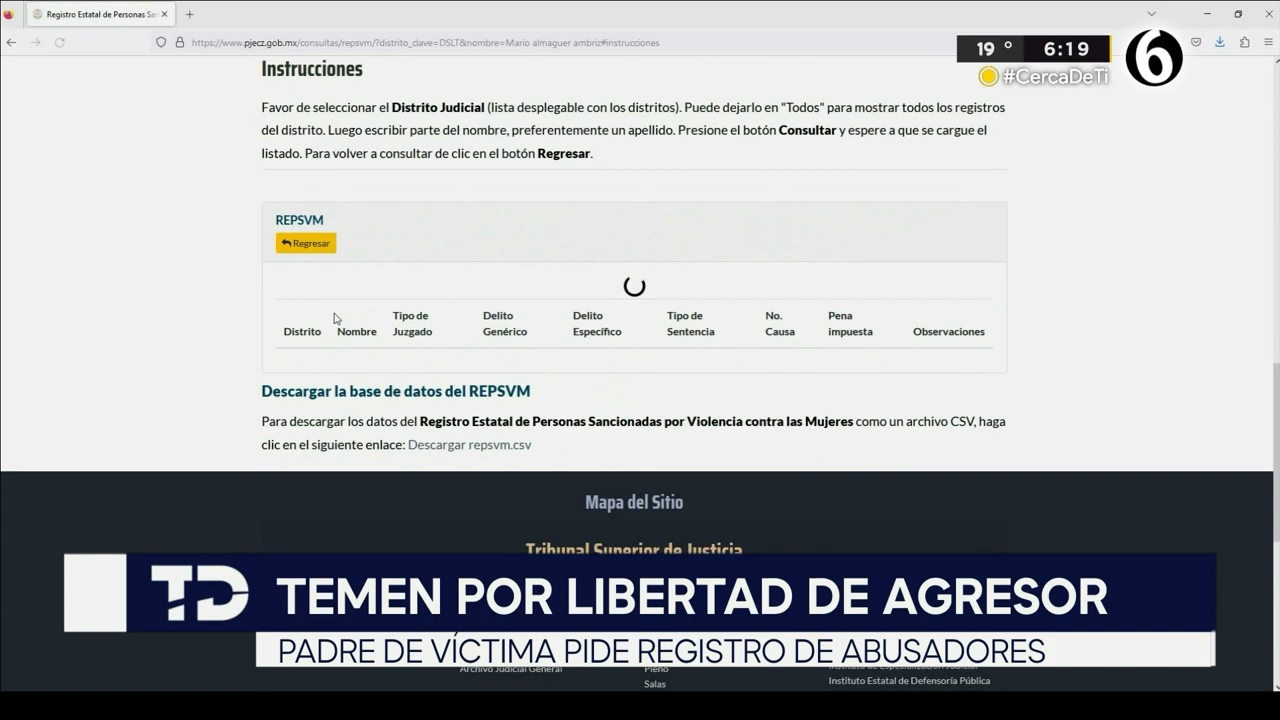 Registro Estatal de Personas Sa
https://www.pjecz.gob.mx/consultas/repsvm/?distrito_clave=DSLT&nombre=Mario almaguer ambriz#instrucciones
19 ° 6:19
6
#CercaDeTi
Instrucciones
Favor de seleccionar el Distrito Judicial (lista desplegable con los distritos). Puede dejarlo en "Todos" para mostrar todos los registros
del distrito. Luego escribir parte del nombre, preferentemente un apellido. Presione el botón Consultar y espere a que se cargue el
listado. Para volver a consultar de clic en el botón Regresar.
REPSVM
Regresar
Distrito Nombre Tipo de Juzgado Delito Genérico Delito Específico Tipo de Sentencia No. Causa Pena impuesta Observaciones
Descargar la base de datos del REPSVM
Para descargar los datos del Registro Estatal de Personas Sancionadas por Violencia contra las Mujeres como un archivo CSV, haga
clic en el siguiente enlace: Descargar repsvm.csv
Mapa del Sitio
Tribunal Superior de Justicia
TD TEMEN POR LIBERTAD DE AGRESOR
PADRE DE VÍCTIMA PIDE REGISTRO DE ABUSADORES
Archivo Judicial General Pleno Instituto de Especialización Judicial
Salas Instituto Estatal de Defensoría Pública